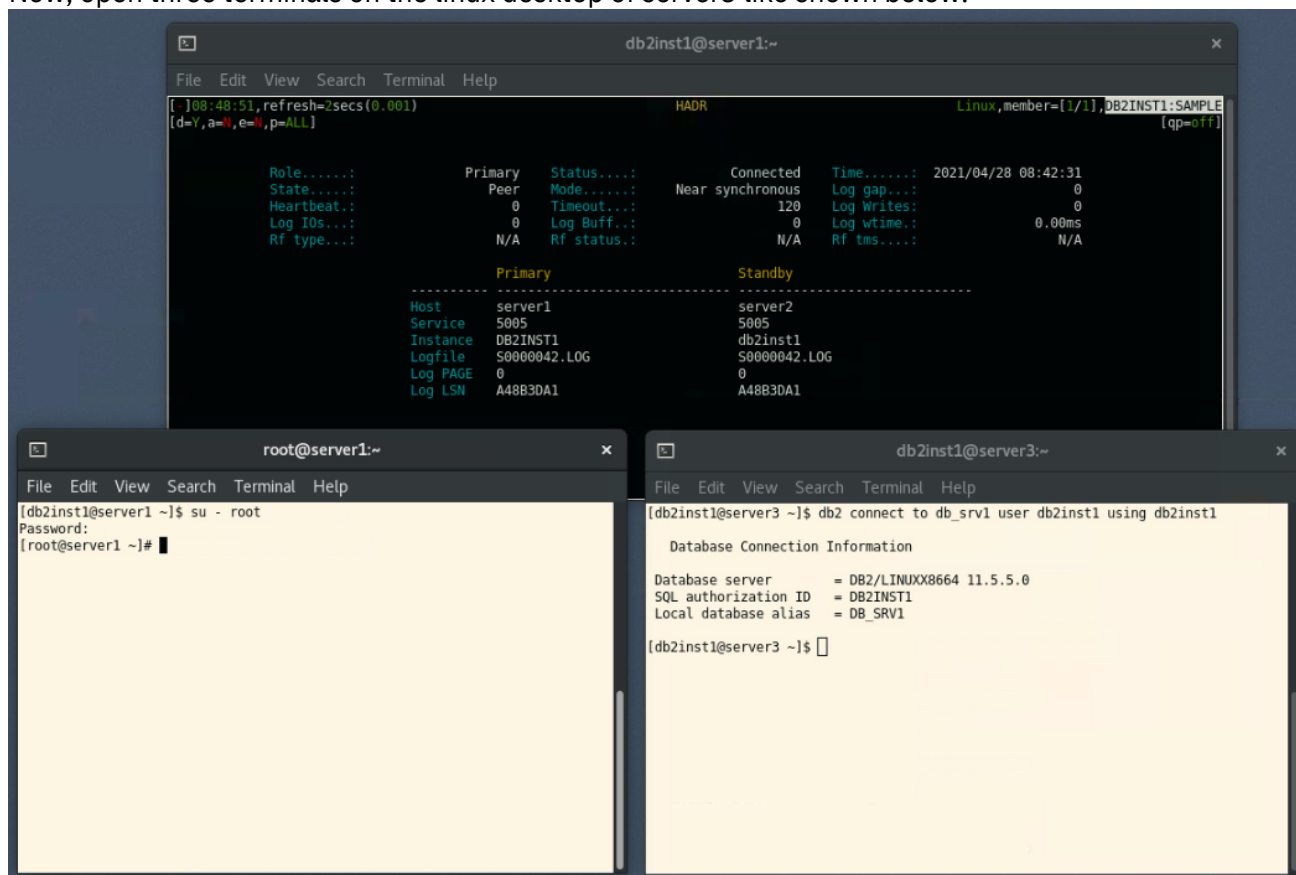 Now, open three terminals on the linux desktop of server3 like shown below:
db2inst1@server1:~ ×
File Edit View Search Terminal Help
[-]08:48:51,refresh=2secs(0.001) HADR Linux,member=[1/1],DB2INST1:SAMPLE
[d=Y,a=N,e=N,p=ALL] [qp=off]
Role......: Primary Status....: Connected Time......: 2021/04/28 08:42:31
State.....: Peer Mode......: Near synchronous Log gap...: 0
Heartbeat.: 0 Timeout...: 120 Log Writes: 0
Log IOs...: 0 Log Buff..: 0 Log wtime.: 0.00ms
Rf type...: N/A Rf status.: N/A Rf tms....: N/A
Primary Standby
---------- ------------------------------ ------------------------------
Host server1 server2
Service 5005 5005
Instance DB2INST1 db2inst1
Logfile S0000042.LOG S0000042.LOG
Log PAGE 0 0
Log LSN A48B3DA1 A48B3DA1
root@server1:~ ×
File Edit View Search Terminal Help
[db2inst1@server1 ~]$ su - root
Password:
[root@server1 ~]#
db2inst1@server3:~ ×
File Edit View Search Terminal Help
[db2inst1@server3 ~]$ db2 connect to db_srv1 user db2inst1 using db2inst1
Database Connection Information
Database server = DB2/LINUXX8664 11.5.5.0
SQL authorization ID = DB2INST1
Local database alias = DB_SRV1
[db2inst1@server3 ~]$